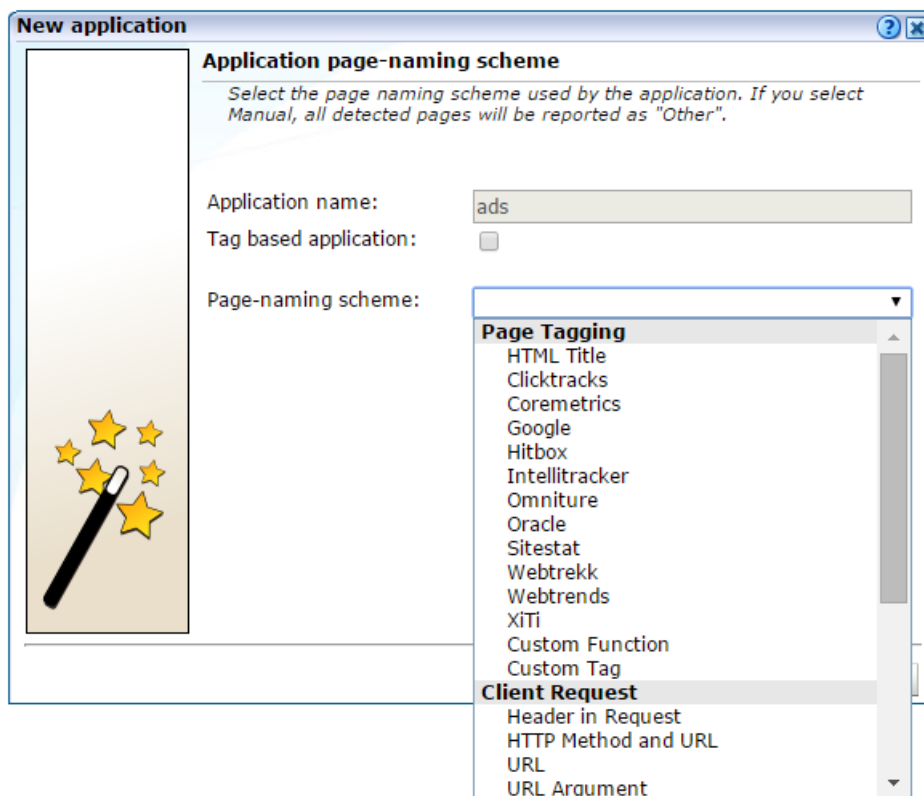 New application
Application page-naming scheme
Select the page naming scheme used by the application. If you select
Manual, all detected pages will be reported as "Other".
Application name:
ads
Tag based application:
Page-naming scheme:
Page Tagging
HTML Title
Clicktracks
Coremetrics
Google
Hitbox
Intellitracker
Omniture
Oracle
Sitestat
Webtrekk
Webtrends
XiTi
Custom Function
Custom Tag
Client Request
Header in Request
HTTP Method and URL
URL
URL Argument